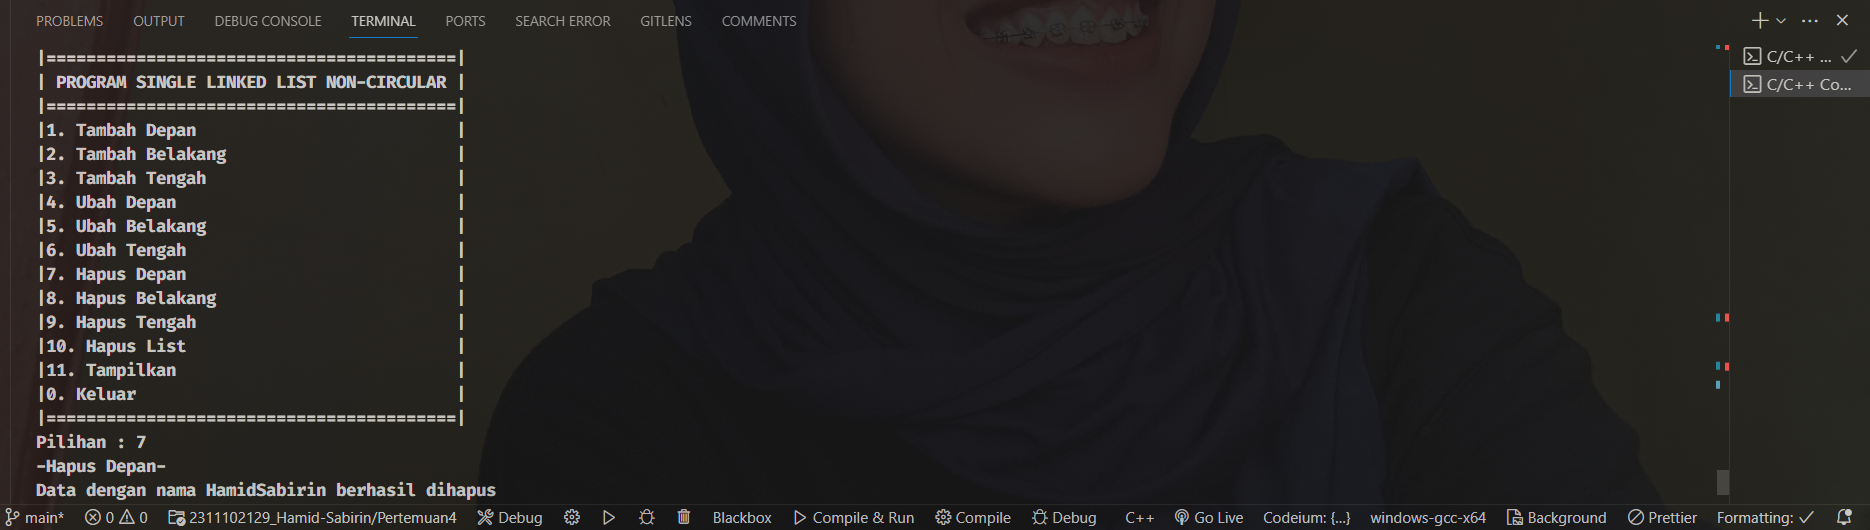 PROBLEMS OUTPUT DEBUG CONSOLE TERMINAL PORTS SEARCH ERROR GITLENS COMMENTS
|=========================================|
| PROGRAM SINGLE LINKED LIST NON-CIRCULAR |
|=========================================|
|1. Tambah Depan |
|2. Tambah Belakang |
|3. Tambah Tengah |
|4. Ubah Depan |
|5. Ubah Belakang |
|6. Ubah Tengah |
|7. Hapus Depan |
|8. Hapus Belakang |
|9. Hapus Tengah |
|10. Hapus List |
|11. Tampilkan |
|0. Keluar |
|=========================================|
Pilihan : 7
-Hapus Depan-
Data dengan nama HamidSabirin berhasil dihapus
C/C++ ...
C/C++ Co...
main* 0 0 2311102129_Hamid-Sabirin/Pertemuan4 Debug Blackbox Compile & Run Compile Debug C++ Go Live Codeium: {...} windows-gcc-x64 Background Prettier Formatting: ✓